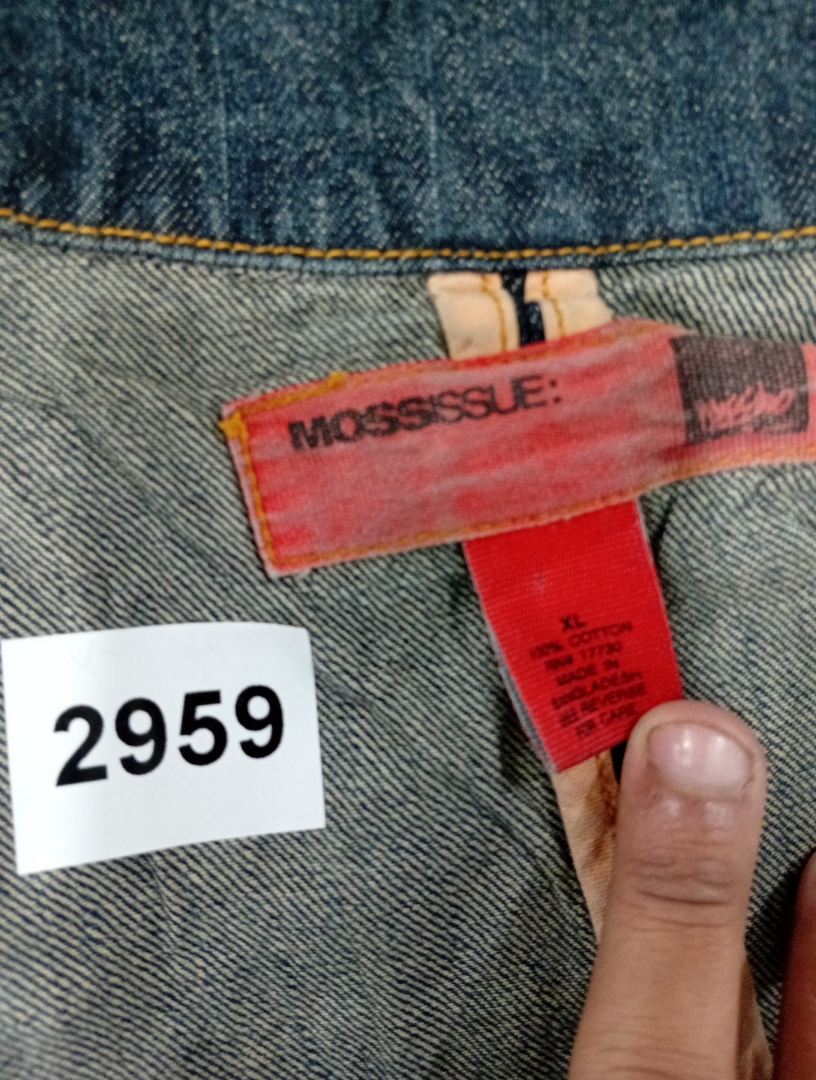 MOSSISSUE:
XL
100% COTTON
RN# 17730
MADE IN
BANGLADESH
SEE REVERSE
FOR CARE
2959